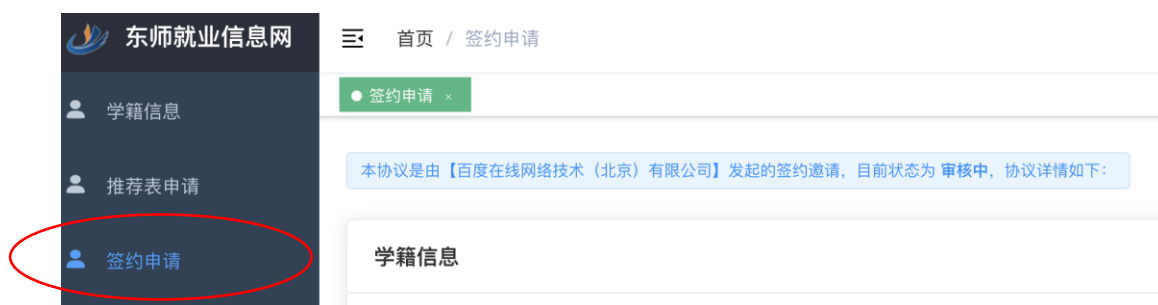 东师就业信息网
首页 / 签约申请
学籍信息
签约申请 ×
推荐表申请
本协议是由【百度在线网络技术（北京）有限公司】发起的签约邀请，目前状态为 审核中，协议详情如下：
签约申请
学籍信息